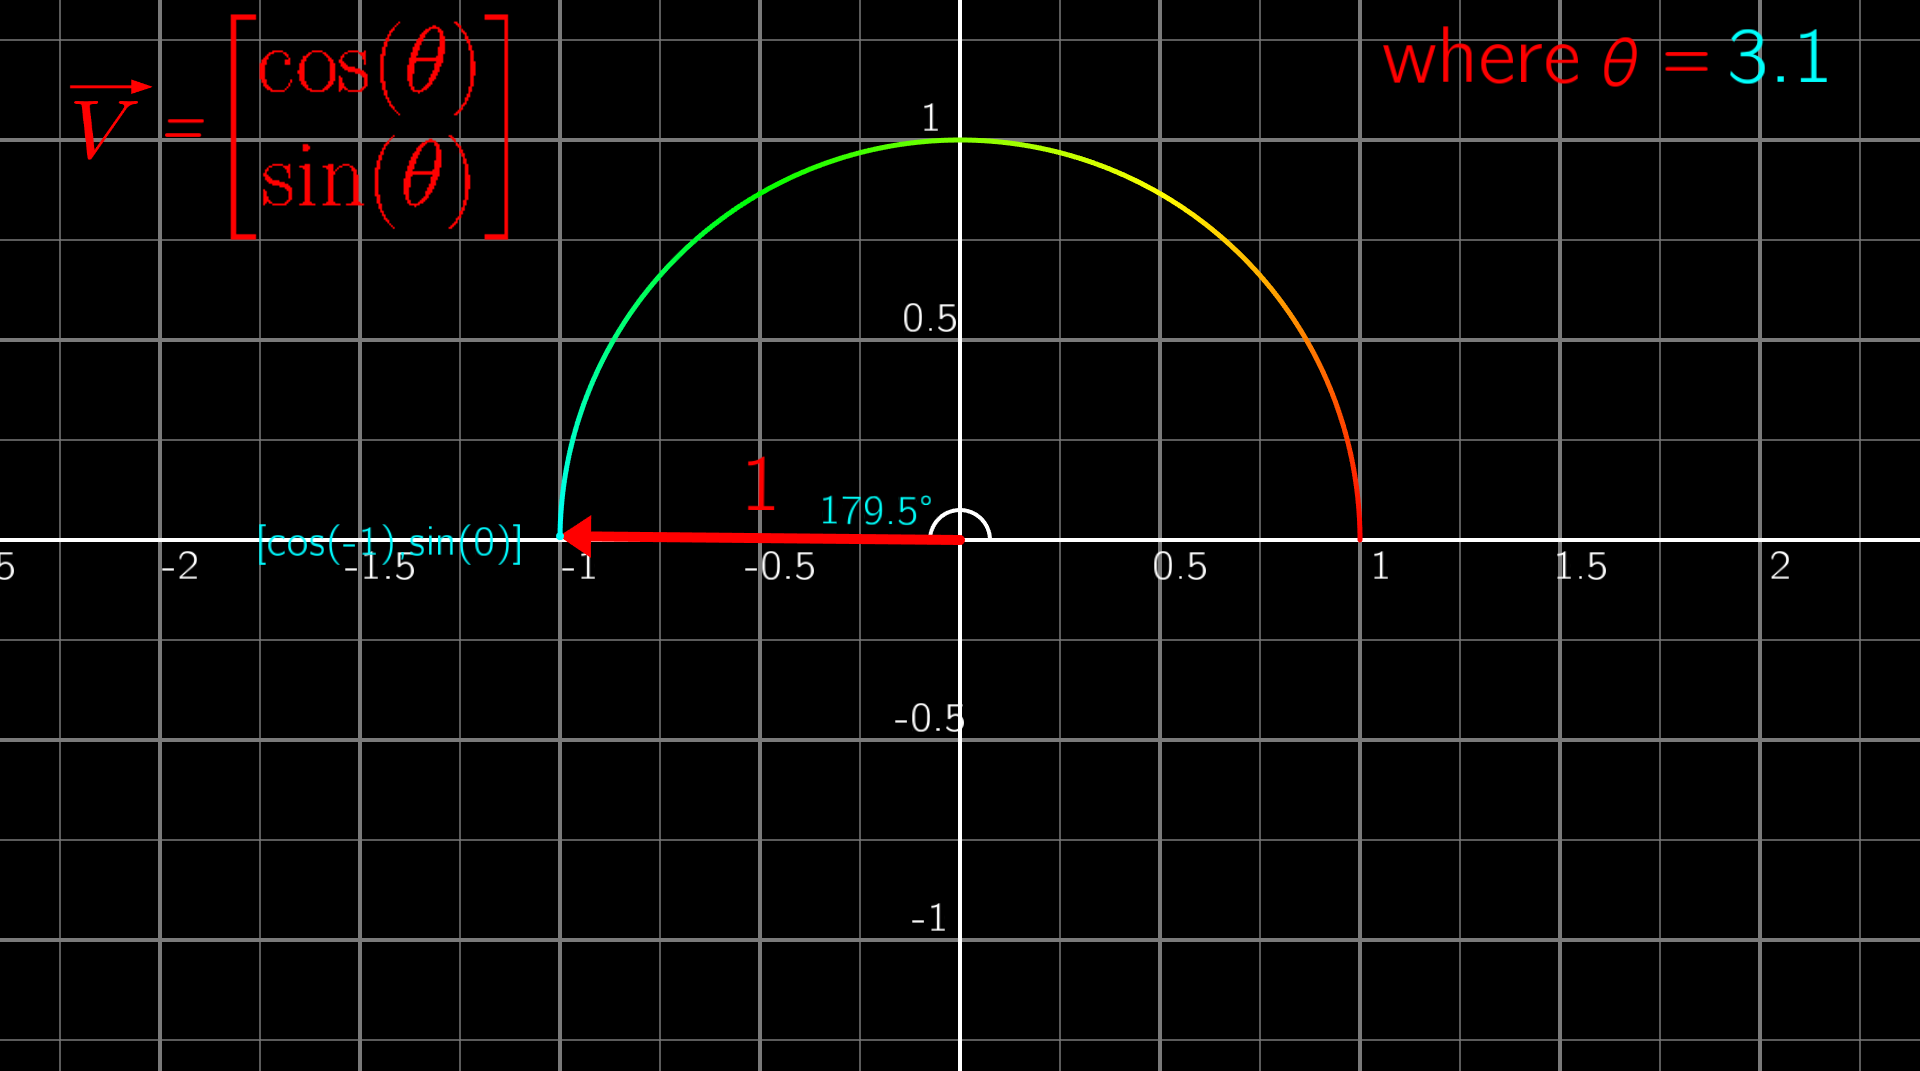 V = [cos(θ)
sin(θ)]
where θ = 3.1
1
0.5
1
179.5°
[cos(-1),sin(0)]
5 -2 -1.5 -1 -0.5 0.5 1 1.5 2
-0.5
-1